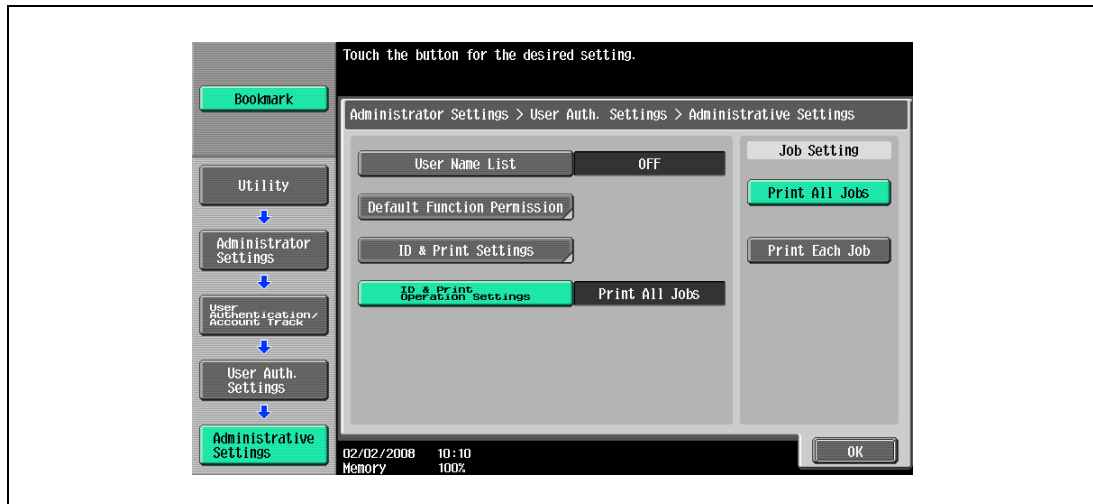 Touch the button for the desired setting.
Bookmark
Administrator Settings > User Auth. Settings > Administrative Settings
User Name List
OFF
Default Function Permission
ID & Print Settings
ID & Print
Operation Settings
Print All Jobs
Job Setting
Print All Jobs
Print Each Job
Utility
Administrator
Settings
User
Authentication/
Account Track
User Auth.
Settings
Administrative
Settings
02/02/2008 10:10
Memory 100%
OK